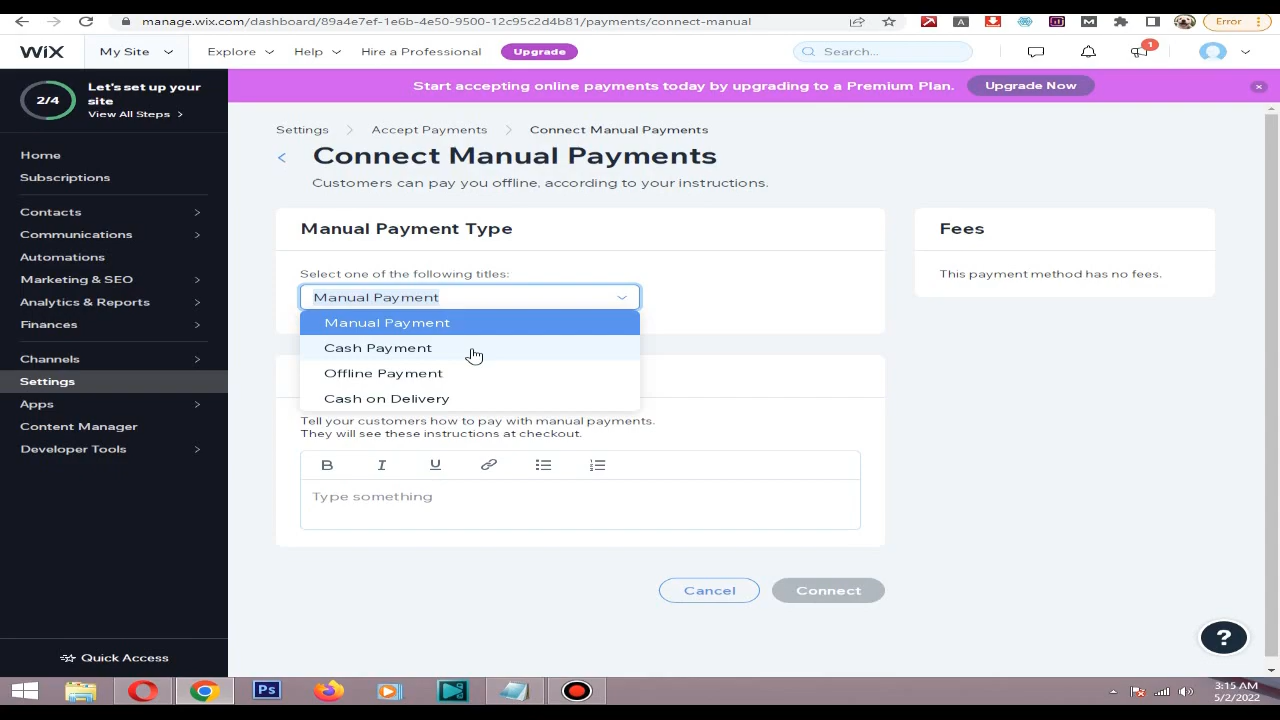 manage.wix.com/dashboard/89a4e7ef-1e6b-4e50-9500-12c95c2d4b81/payments/connect-manual
Error
WiX
My Site
Explore
Help
Hire a Professional
Upgrade
Search...
1
2/4
Let's set up your
site
View All Steps >
Start accepting online payments today by upgrading to a Premium Plan.
Upgrade Now
Home
Subscriptions
Contacts
Communications
Automations
Marketing & SEO
Analytics & Reports
Finances
Channels
Settings
Apps
Content Manager
Developer Tools
Quick Access
Settings > Accept Payments > Connect Manual Payments
Connect Manual Payments
Customers can pay you offline, according to your instructions.
Manual Payment Type
Select one of the following titles:
Manual Payment
Manual Payment
Cash Payment
Offline Payment
Cash on Delivery
Tell your customers how to pay with manual payments.
They will see these instructions at checkout.
B I U
Type something
Cancel
Connect
Fees
This payment method has no fees.
?
Ps
3:15 AM
5/2/2022